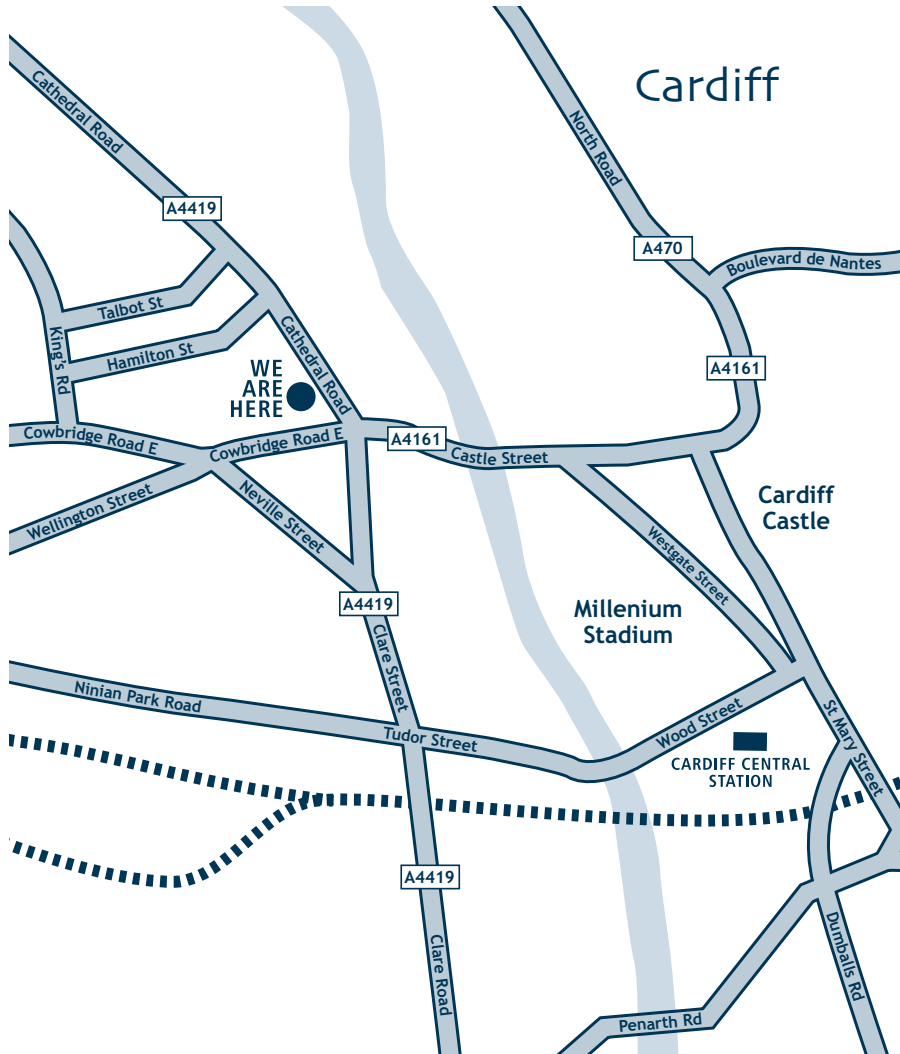 Cardiff
Cathedral Road
North Road
A4419
A470
Boulevard de Nantes
Talbot St
King's Rd
Hamilton St
Cathedral Road
WE
ARE
HERE
A4161
Cowbridge Road E
Cowbridge Road E
A4161
Castle Street
Wellington Street
Neville Street
Cardiff
Castle
Westgate Street
A4419
Millenium
Stadium
Clare Street
Ninian Park Road
Tudor Street
Wood Street
St Mary Street
CARDIFF CENTRAL
STATION
A4419
Clare Road
Dumballs Rd
Penarth Rd